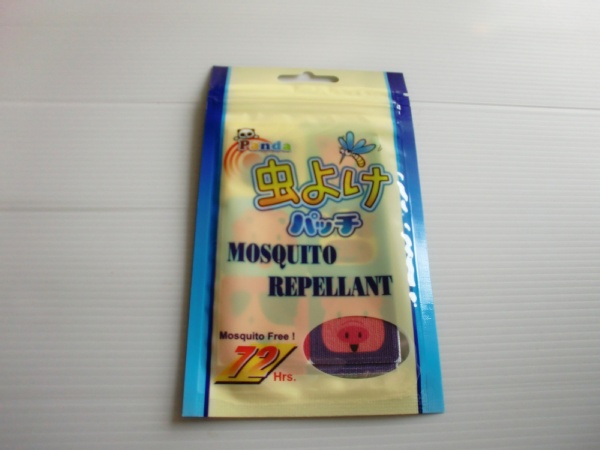 Panda
虫よけ
パッチ
MOSQUITO
REPELLANT
Mosquito Free !
72
Hrs.